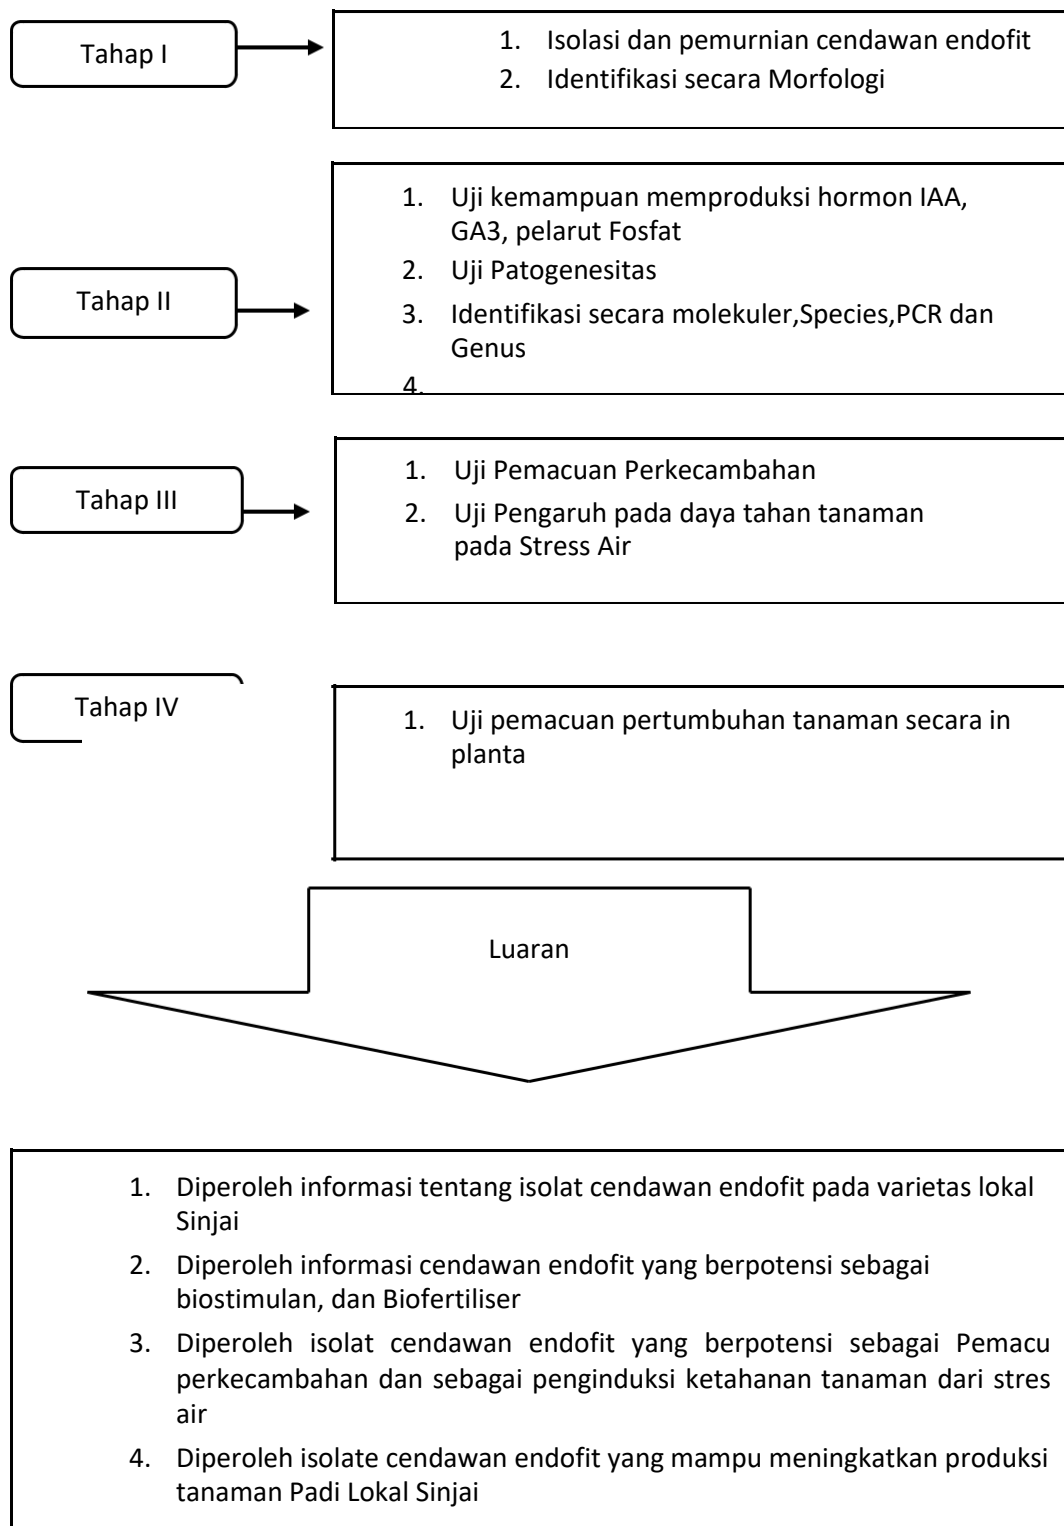 Tahap I
1. Isolasi dan pemurnian cendawan endofit
2. Identifikasi secara Morfologi
Tahap II
1. Uji kemampuan memproduksi hormon IAA,
GA3, pelarut Fosfat
2. Uji Patogenesitas
3. Identifikasi secara molekuler,Species,PCR dan
Genus
4.
Tahap III
1. Uji Pemacuan Perkecambahan
2. Uji Pengaruh pada daya tahan tanaman
pada Stress Air
Tahap IV
1. Uji pemacuan pertumbuhan tanaman secara in
planta
Luaran
1. Diperoleh informasi tentang isolat cendawan endofit pada varietas lokal
Sinjai
2. Diperoleh informasi cendawan endofit yang berpotensi sebagai
biostimulan, dan Biofertiliser
3. Diperoleh isolat cendawan endofit yang berpotensi sebagai Pemacu
perkecambahan dan sebagai penginduksi ketahanan tanaman dari stres
air
4. Diperoleh isolate cendawan endofit yang mampu meningkatkan produksi
tanaman Padi Lokal Sinjai